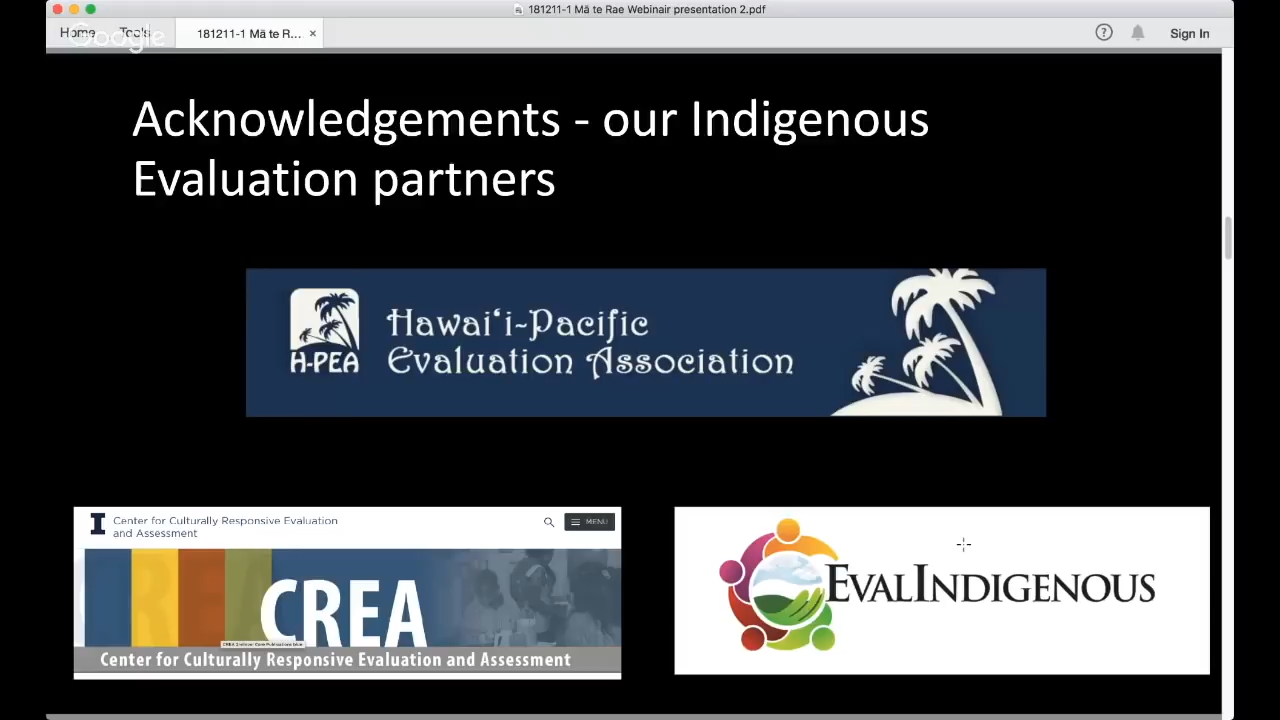 181211-1 Mā te Rae Webinair presentation 2.pdf
Home Tools 181211-1 Mā te R... × ? Sign In
Google
Acknowledgements - our Indigenous
Evaluation partners
H-PEA
Hawaiʻi-Pacific
Evaluation Association
I Center for Culturally Responsive Evaluation
and Assessment
MENU
CREA
Center for Culturally Responsive Evaluation and Assessment
EVALINDIGENOUS